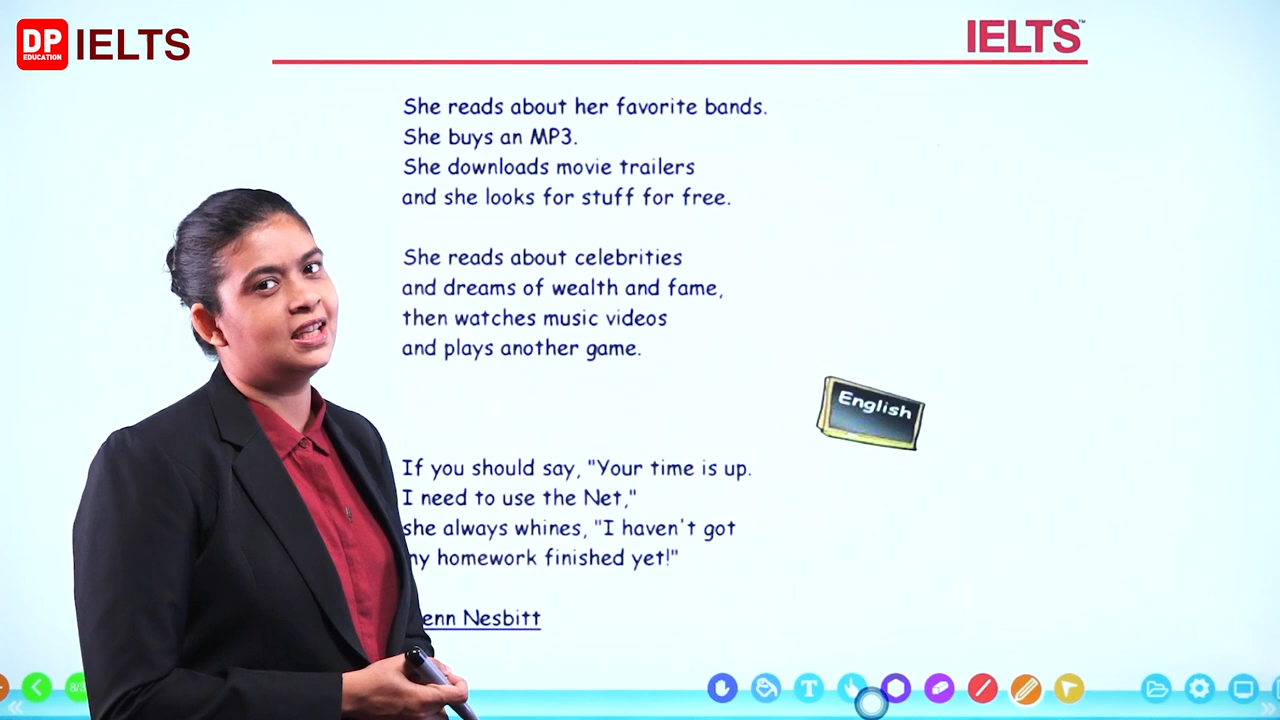 DP
EDUCATION
IELTS
IELTS™
She reads about her favorite bands.
She buys an MP3.
She downloads movie trailers
and she looks for stuff for free.
She reads about celebrities
and dreams of wealth and fame,
then watches music videos
and plays another game.
English
If you should say, "Your time is up.
I need to use the Net,"
she always whines, "I haven't got
my homework finished yet!"
Nesbitt
T